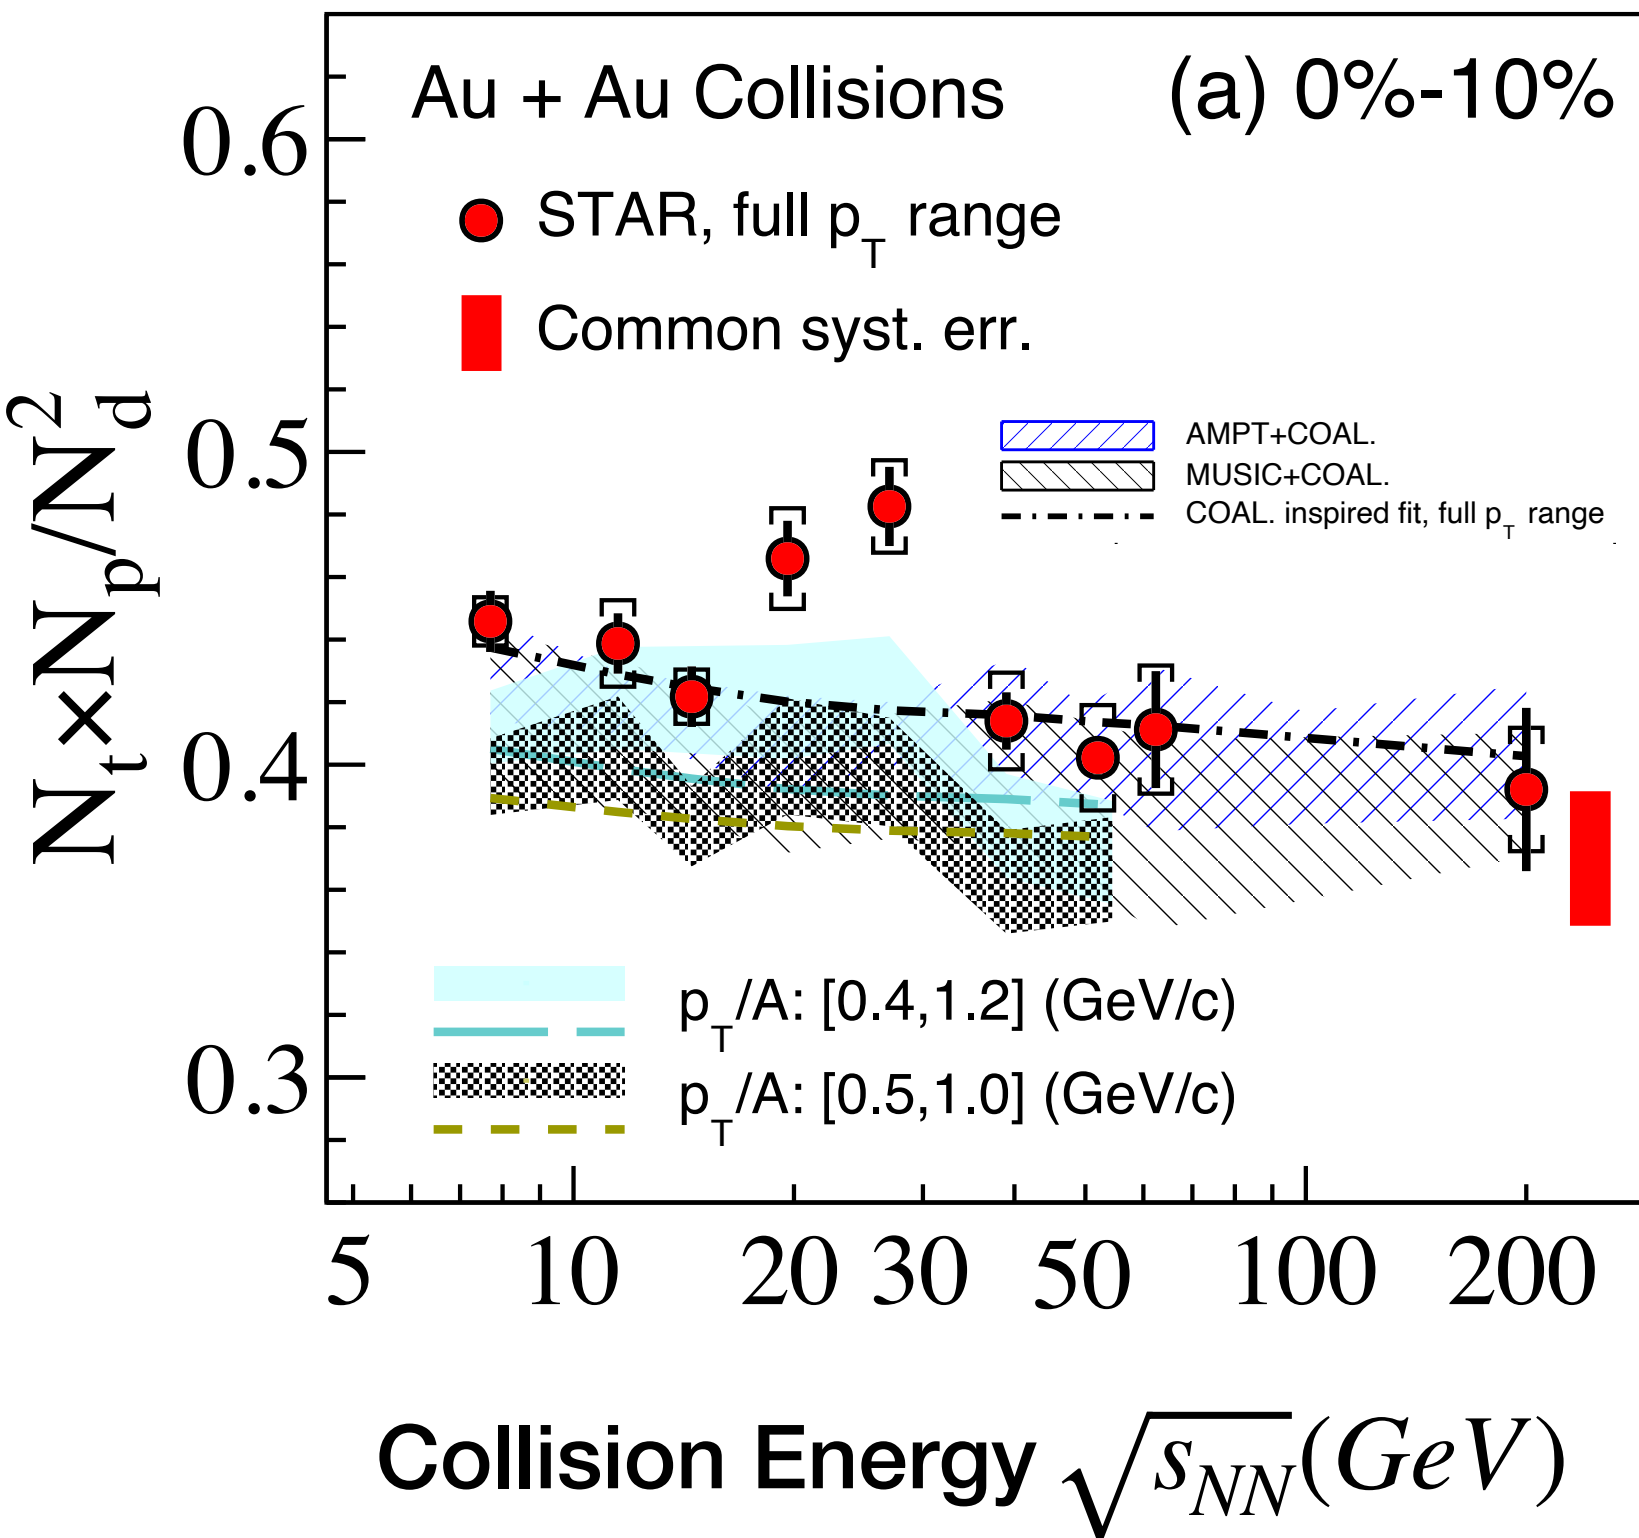 Au + Au Collisions (a) 0%-10%
0.6
STAR, full p_T range
Common syst. err.
0.5
AMPT+COAL.
MUSIC+COAL.
COAL. inspired fit, full p_T range
N_t×N_p/N_d^2
0.4
p_T/A: [0.4,1.2] (GeV/c)
0.3
p_T/A: [0.5,1.0] (GeV/c)
5 10 20 30 50 100 200
Collision Energy √s_NN(GeV)